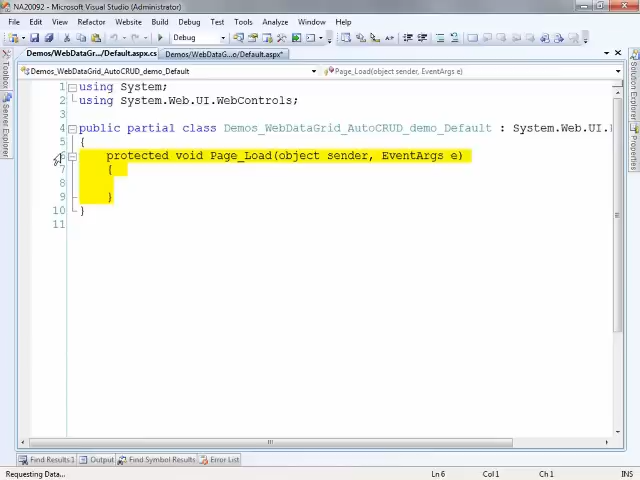 NA20092 - Microsoft Visual Studio (Administrator)
File Edit View Refactor Website Build Debug Test Analyze Window Help
Debug
Demos/WebDataGr.../Default.aspx.cs Demos/WebDataG...o/Default.aspx*
Demos_WebDataGrid_AutoCRUD_demo_Default Page_Load(object sender, EventArgs e)
1 using System;
2 using System.Web.UI.WebControls;
3
4 public partial class Demos_WebDataGrid_AutoCRUD_demo_Default : System.Web.UI.
5 {
6 protected void Page_Load(object sender, EventArgs e)
7 {
8
9 }
10 }
11
Toolbox
Server Explorer
Solution Explorer
Properties
Find Results 1 Output Find Symbol Results Error List
Requesting Data... Ln 6 Col 1 Ch 1 INS